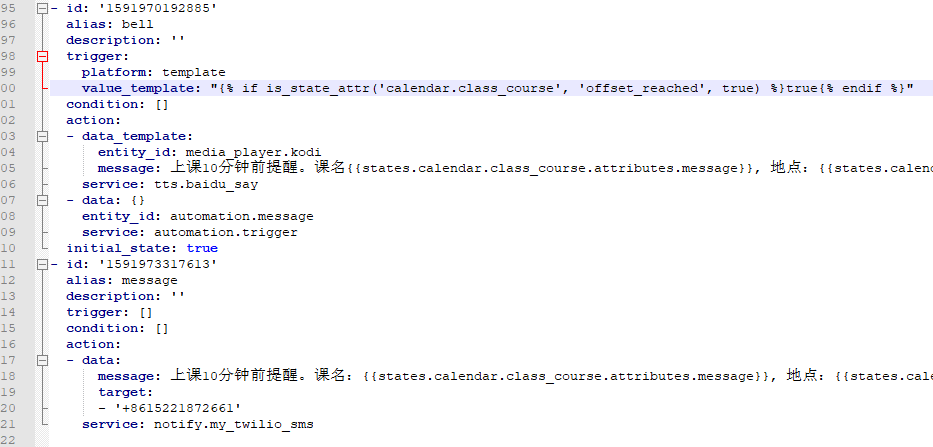 95 - id: '1591970192885'
96 alias: bell
97 description: ''
98 trigger:
99 platform: template
00 value_template: "{% if is_state_attr('calendar.class_course', 'offset_reached', true) %}true{% endif %}"
01 condition: []
02 action:
03 - data_template:
04 entity_id: media_player.kodi
05 message: 上课10分钟前提醒。课名{{states.calendar.class_course.attributes.message}}, 地点: {{states.calend
06 service: tts.baidu_say
07 - data: {}
08 entity_id: automation.message
09 service: automation.trigger
10 initial_state: true
11 - id: '1591973317613'
12 alias: message
13 description: ''
14 trigger: []
15 condition: []
16 action:
17 - data:
18 message: 上课10分钟前提醒。课名: {{states.calendar.class_course.attributes.message}}, 地点: {{states.cale
19 target:
20 - '+8615221872661'
21 service: notify.my_twilio_sms
22